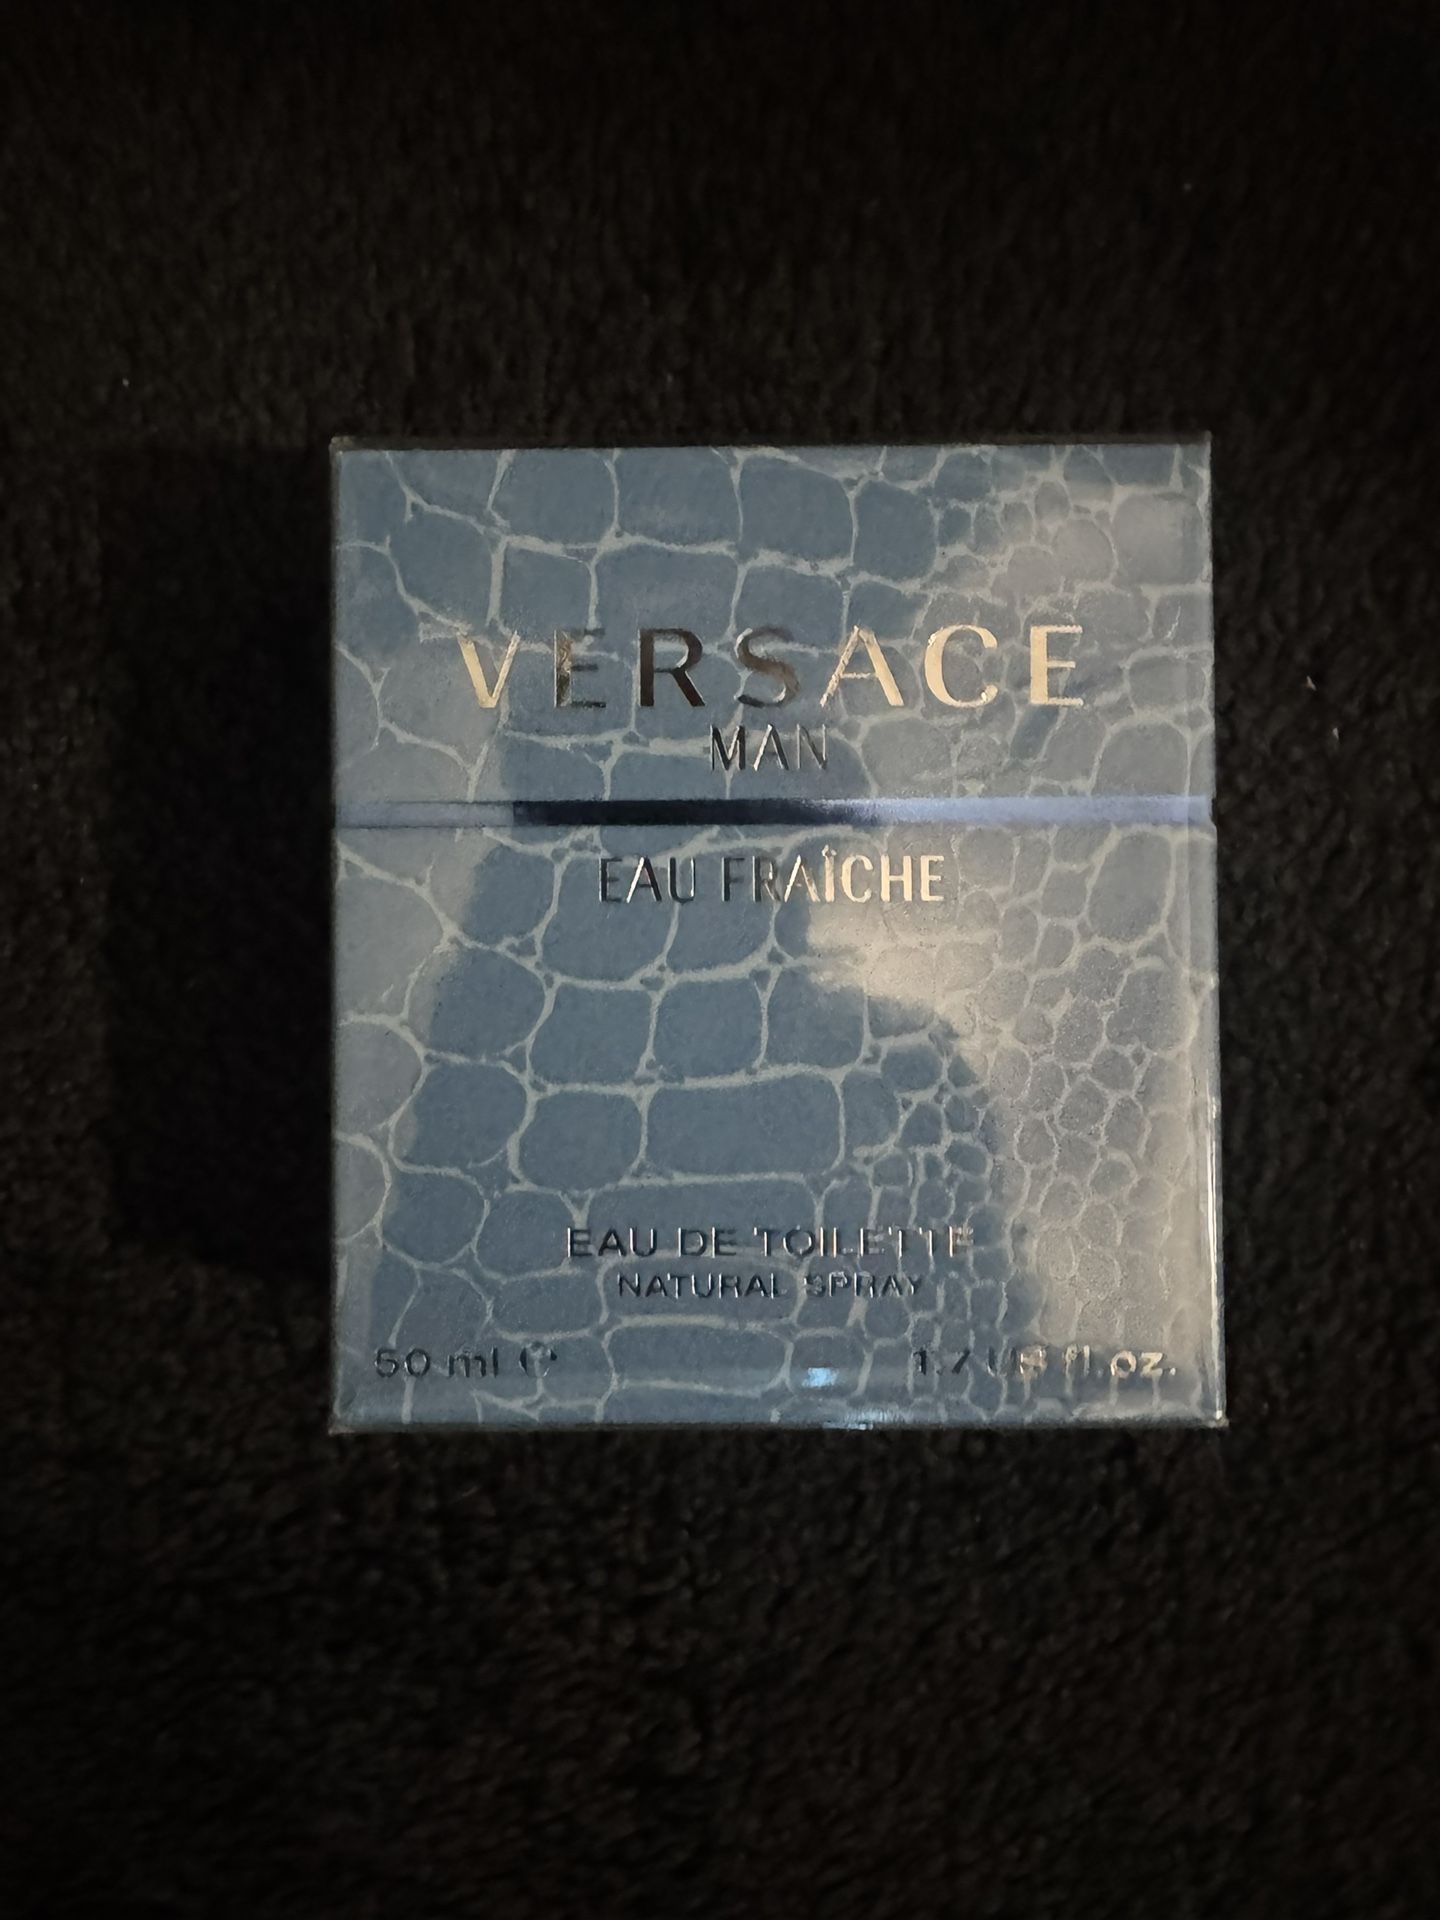 VERSACE
MAN
EAU FRAÎCHE
EAU DE TOILETTE
NATURAL SPRAY
50 ml ℮ 1.7 US fl.oz.